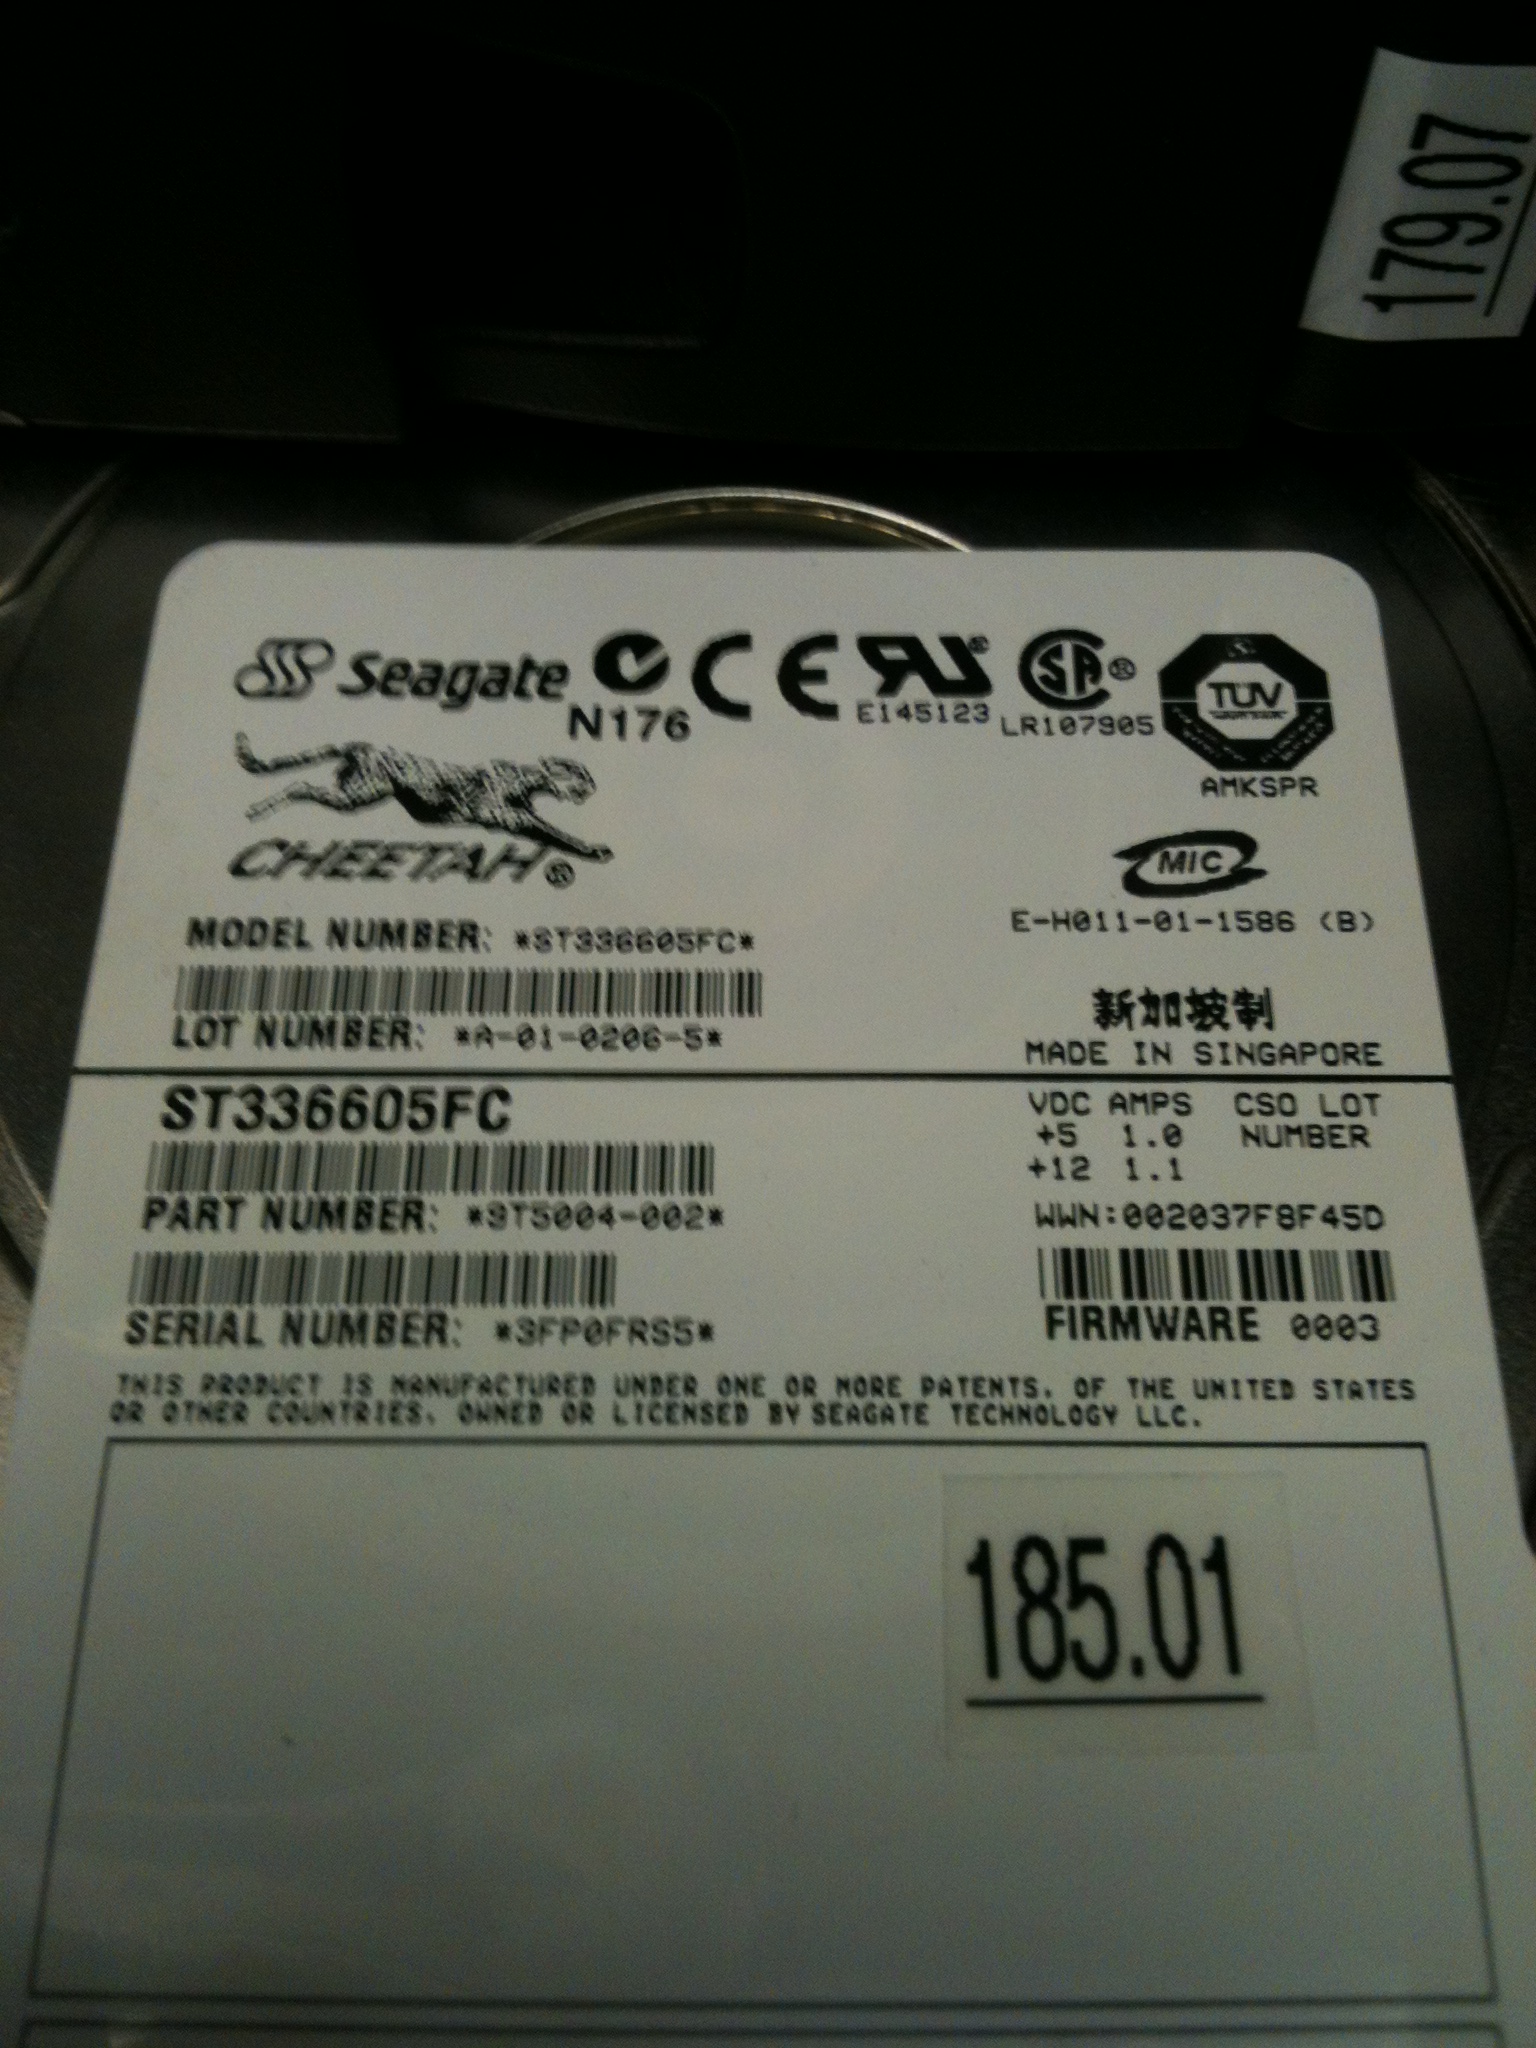 179.07
Seagate
N176
CE
E145123
LR107905
TÜV
AMKSPR
CHEETAH®
MIC
E-H011-01-1586 (B)
MODEL NUMBER: *ST336605FC*
LOT NUMBER: *A-01-0206-5*
新加坡制
MADE IN SINGAPORE
ST336605FC
VDC AMPS CSO LOT
+5 1.0 NUMBER
+12 1.1
PART NUMBER: *9T5004-002*
WWN:002037F8F45D
SERIAL NUMBER: *3FP0FRS5*
FIRMWARE 0003
THIS PRODUCT IS MANUFACTURED UNDER ONE OR MORE PATENTS, OF THE UNITED STATES
OR OTHER COUNTRIES, OWNED OR LICENSED BY SEAGATE TECHNOLOGY LLC.
185.01